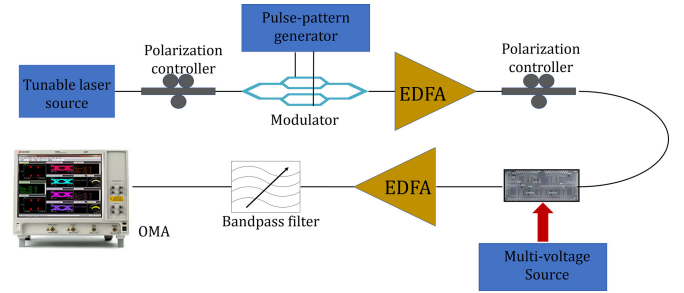 Pulse-pattern
generator
Polarization
controller
Polarization
controller
Tunable laser
source
EDFA
Modulator
EDFA
Bandpass filter
OMA
Multi-voltage
Source